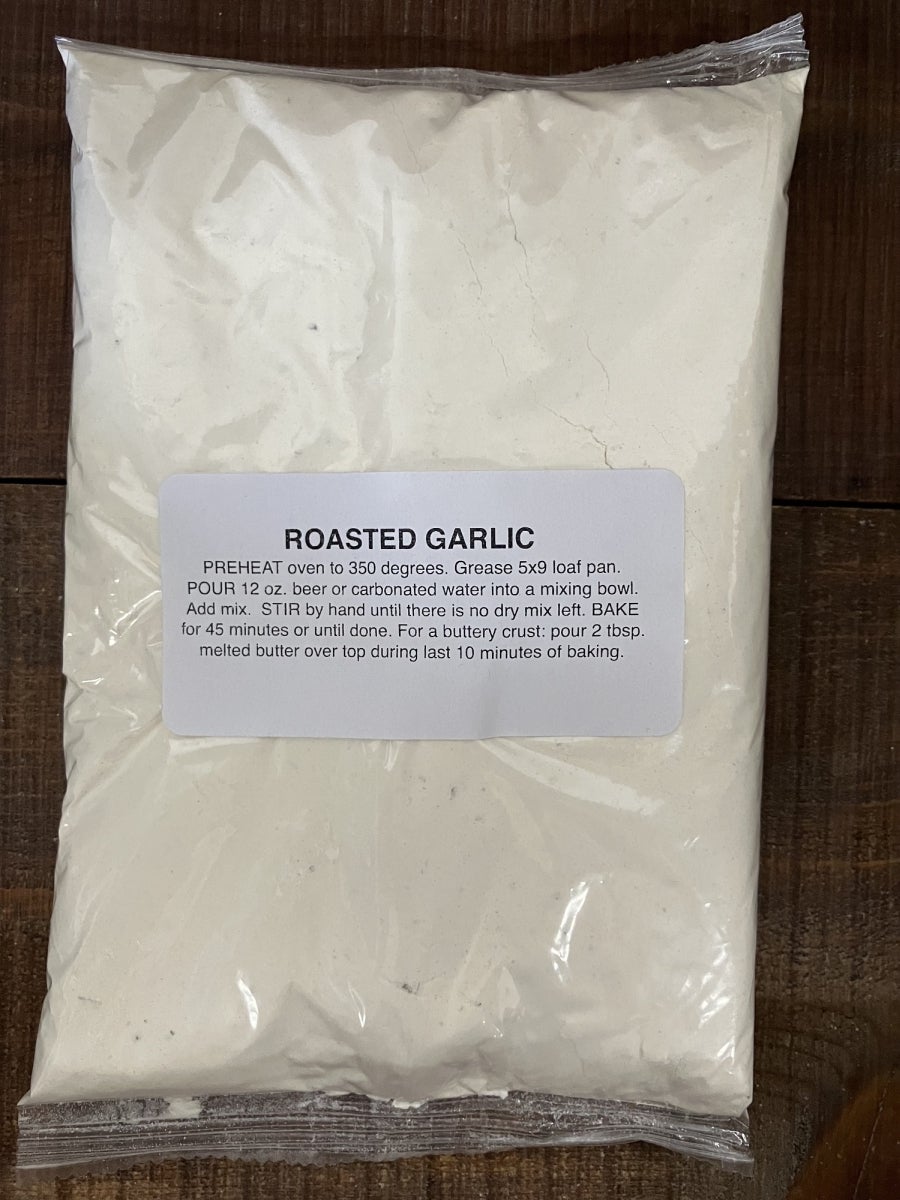 ROASTED GARLIC
PREHEAT oven to 350 degrees. Grease 5x9 loaf pan.
POUR 12 oz. beer or carbonated water into a mixing bowl.
Add mix.  STIR by hand until there is no dry mix left. BAKE
for 45 minutes or until done. For a buttery crust: pour 2 tbsp.
melted butter over top during last 10 minutes of baking.